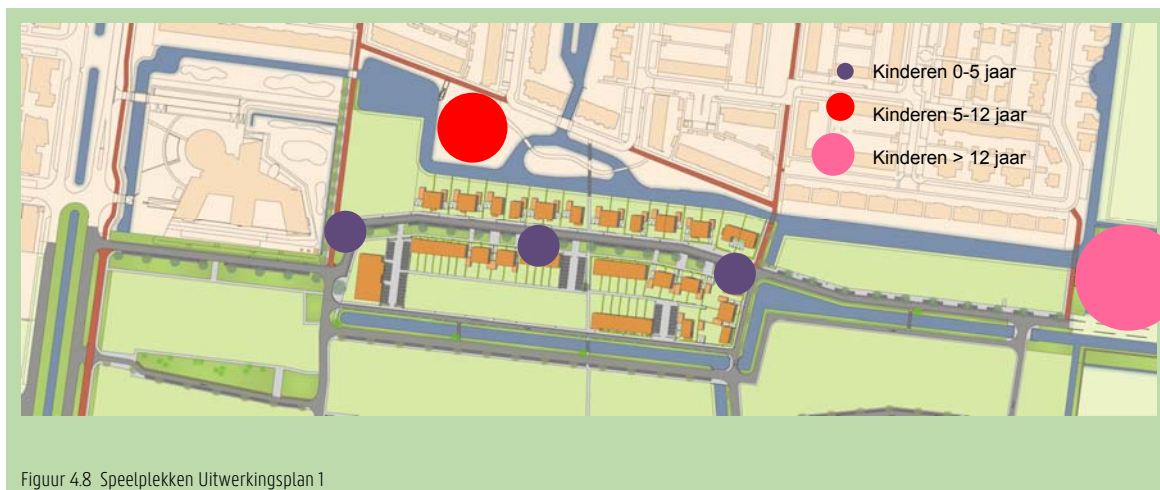 Kinderen 0-5 jaar
Kinderen 5-12 jaar
Kinderen > 12 jaar
Figuur 4.8 Speelplekken Uitwerkingsplan 1